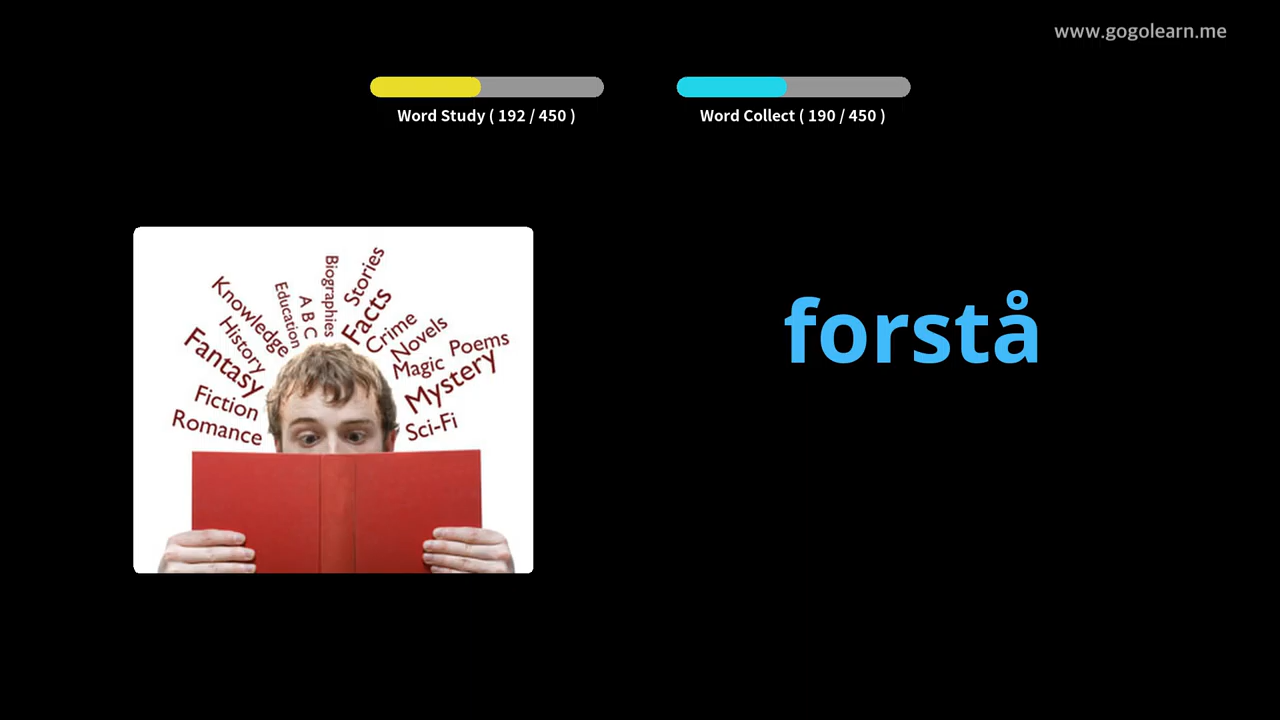 www.gogolearn.me
Word Study ( 192 / 450 )
Word Collect ( 190 / 450 )
Biographies
Stories
Education
A B C
Facts
Knowledge
Crime
History
Novels
Fantasy
Magic
Poems
Mystery
Fiction
Romance
Sci-Fi
forstå